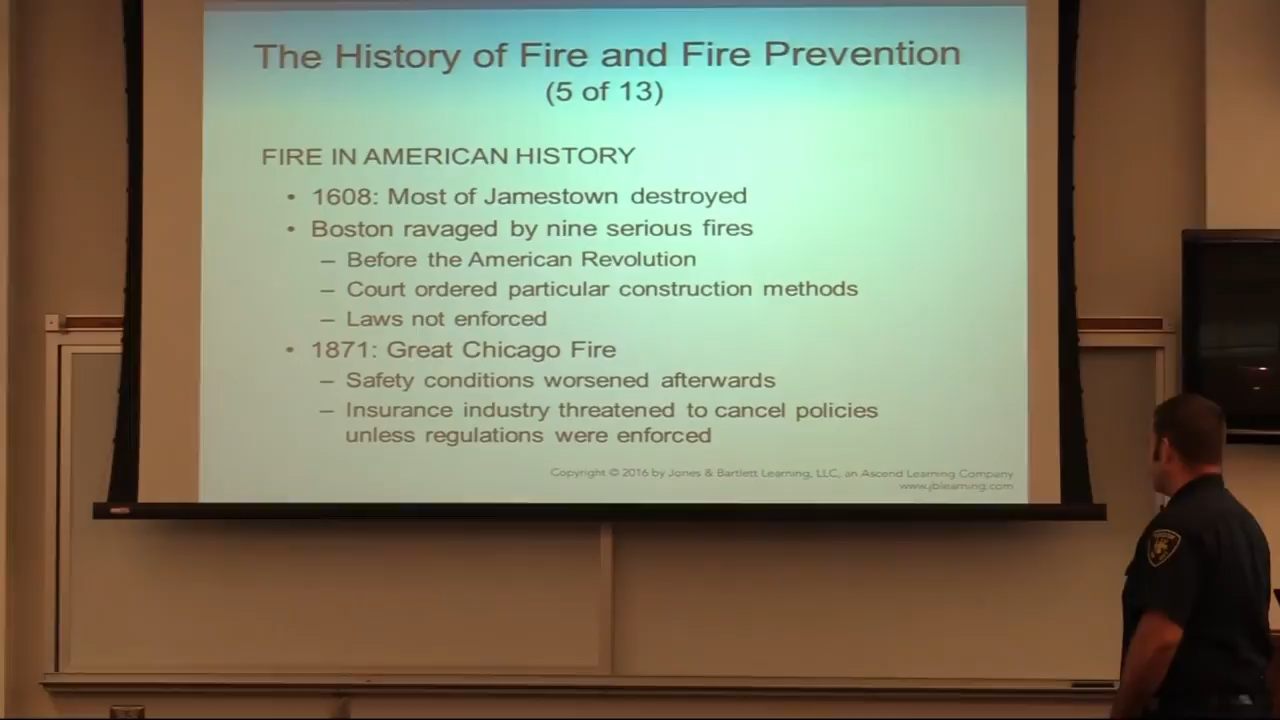 The History of Fire and Fire Prevention
(5 of 13)
FIRE IN AMERICAN HISTORY
• 1608: Most of Jamestown destroyed
• Boston ravaged by nine serious fires
– Before the American Revolution
– Court ordered particular construction methods
– Laws not enforced
• 1871: Great Chicago Fire
– Safety conditions worsened afterwards
– Insurance industry threatened to cancel policies
unless regulations were enforced
Copyright © 2016 by Jones & Bartlett Learning, LLC, an Ascend Learning Company
www.jblearning.com